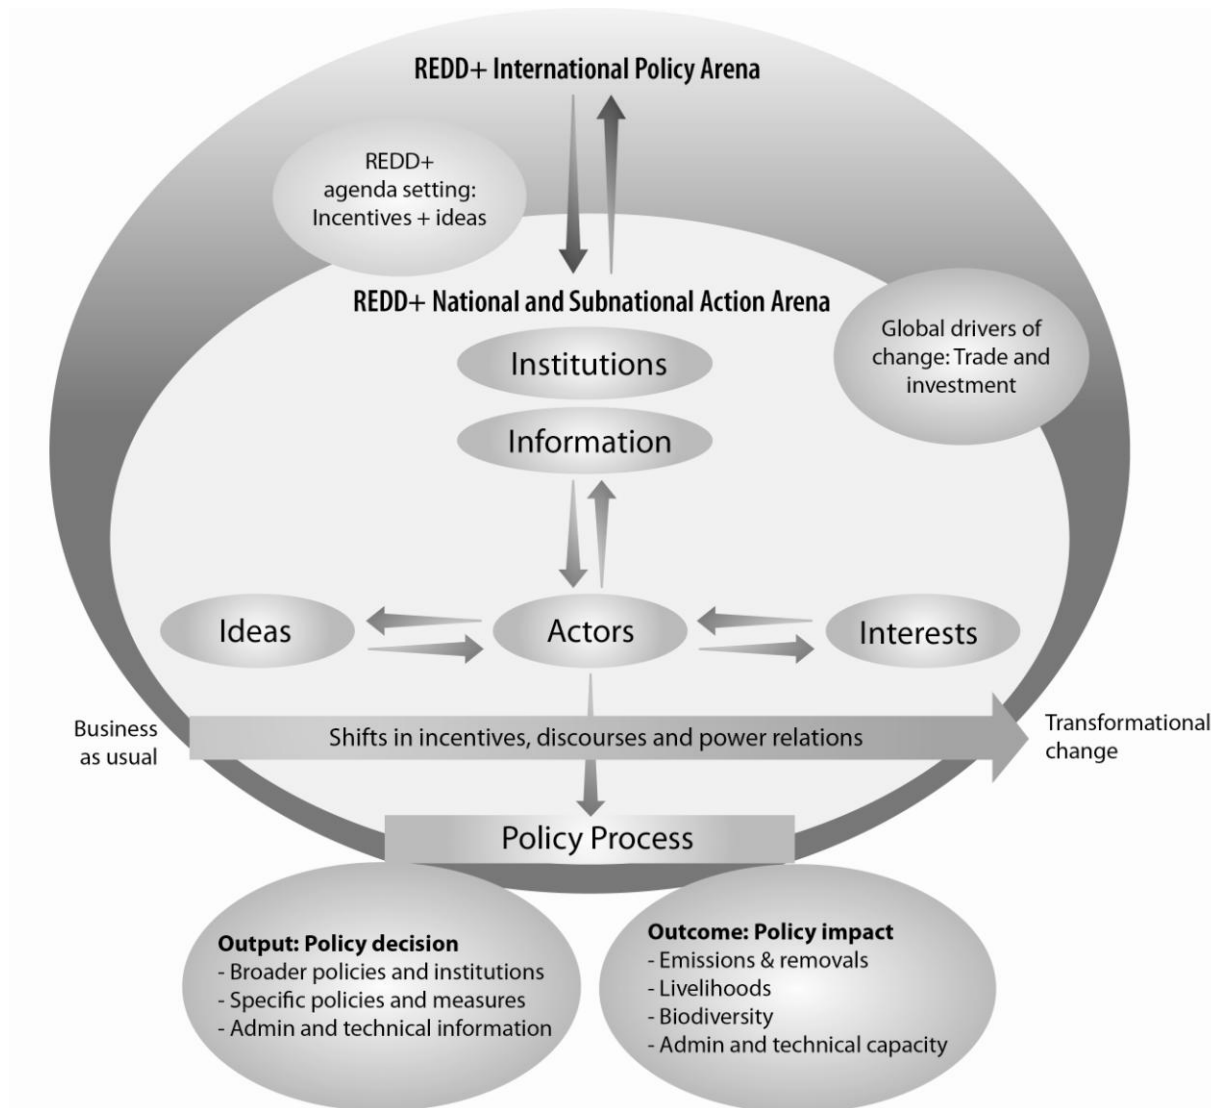 REDD+ International Policy Arena
REDD+
agenda setting:
Incentives + ideas
REDD+ National and Subnational Action Arena
Global drivers of
change: Trade and
investment
Institutions
Information
Ideas
Actors
Interests
Business
as usual
Shifts in incentives, discourses and power relations
Transformational
change
Policy Process
Output: Policy decision
- Broader policies and institutions
- Specific policies and measures
- Admin and technical information
Outcome: Policy impact
- Emissions & removals
- Livelihoods
- Biodiversity
- Admin and technical capacity